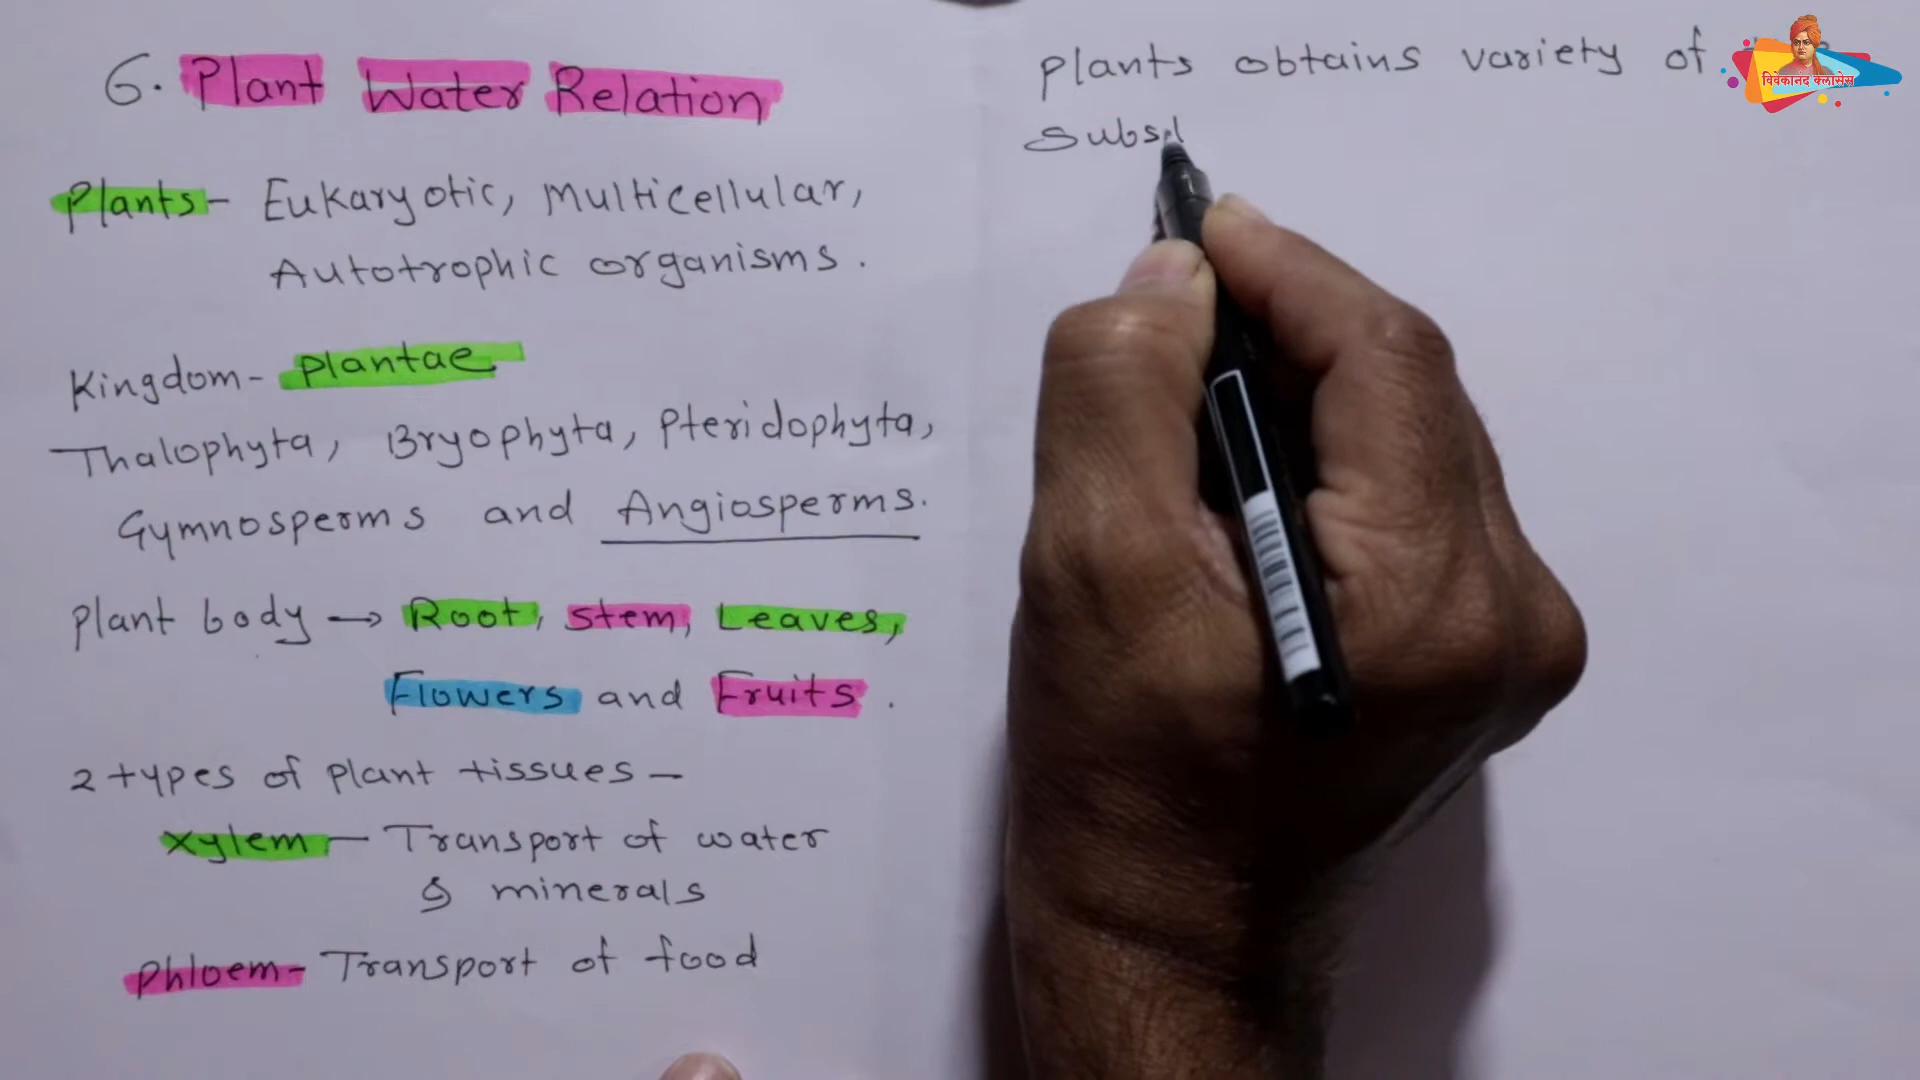 6. Plant Water Relation
Plants - Eukaryotic, Multicellular,
Autotrophic organisms.
Kingdom - Plantae
Thalophyta, Bryophyta, Pteridophyta,
Gymnosperms and Angiosperms.
Plant body → Root, Stem, Leaves,
Flowers and Fruits.
2 types of plant tissues -
Xylem - Transport of water
& minerals
Phloem - Transport of food
Plants obtains variety of
विवेकानंद क्लासेस